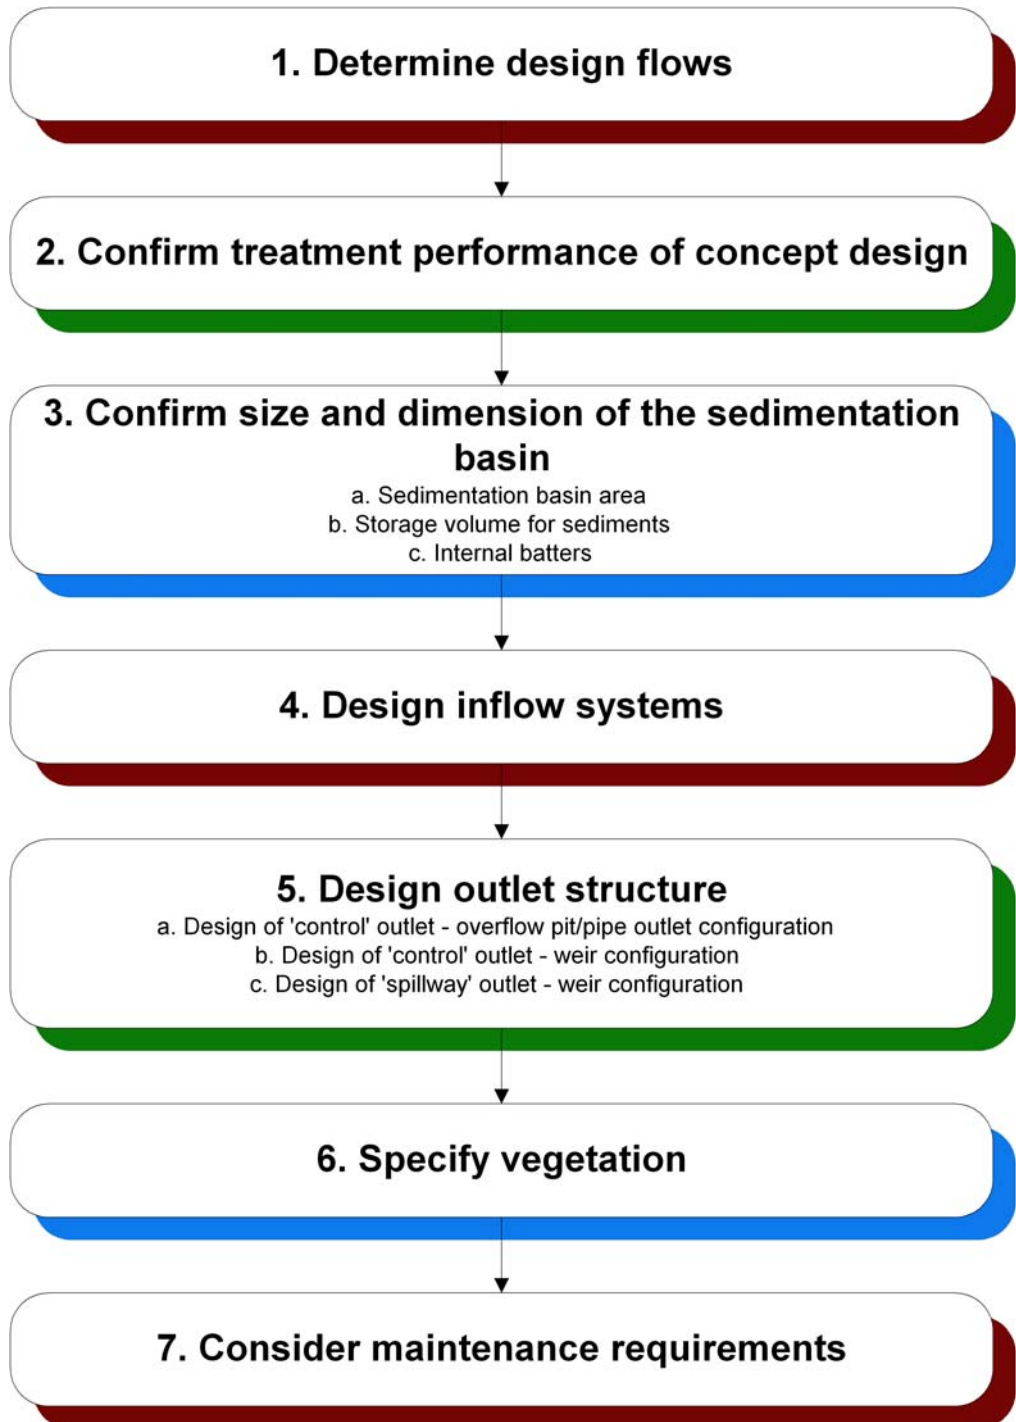 1. Determine design flows
2. Confirm treatment performance of concept design
3. Confirm size and dimension of the sedimentation
basin
a. Sedimentation basin area
b. Storage volume for sediments
c. Internal batters
4. Design inflow systems
5. Design outlet structure
a. Design of 'control' outlet - overflow pit/pipe outlet configuration
b. Design of 'control' outlet - weir configuration
c. Design of 'spillway' outlet - weir configuration
6. Specify vegetation
7. Consider maintenance requirements